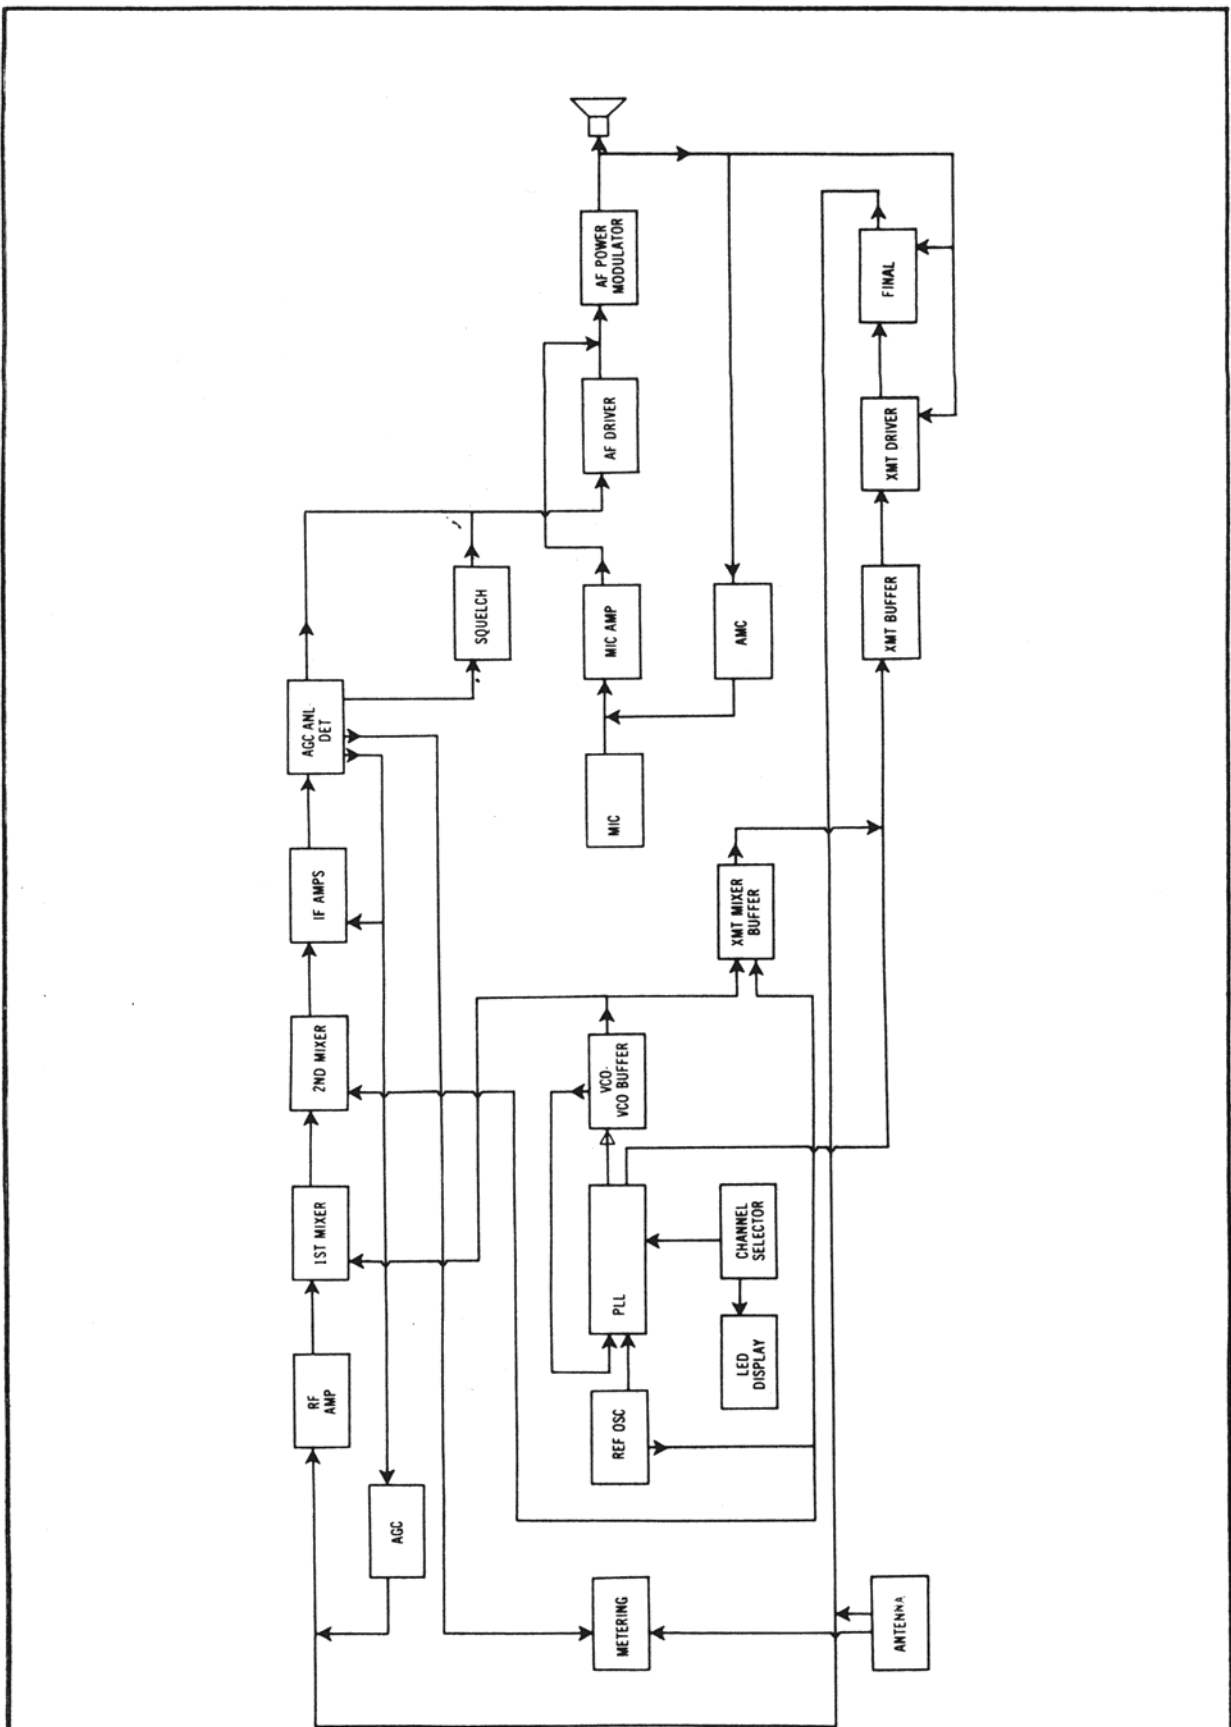 RF
AMP
1ST MIXER
2ND MIXER
IF AMPS
AGC ANL-
DET
AGC
SQUELCH
METERING
REF OSC
PLL
VCO-
VCO BUFFER
MIC
MIC AMP
AF DRIVER
AF POWER
MODULATOR
LED
DISPLAY
CHANNEL
SELECTOR
XMT MIXER
BUFFER
AMC
ANTENNA
XMT BUFFER
XMT DRIVER
FINAL